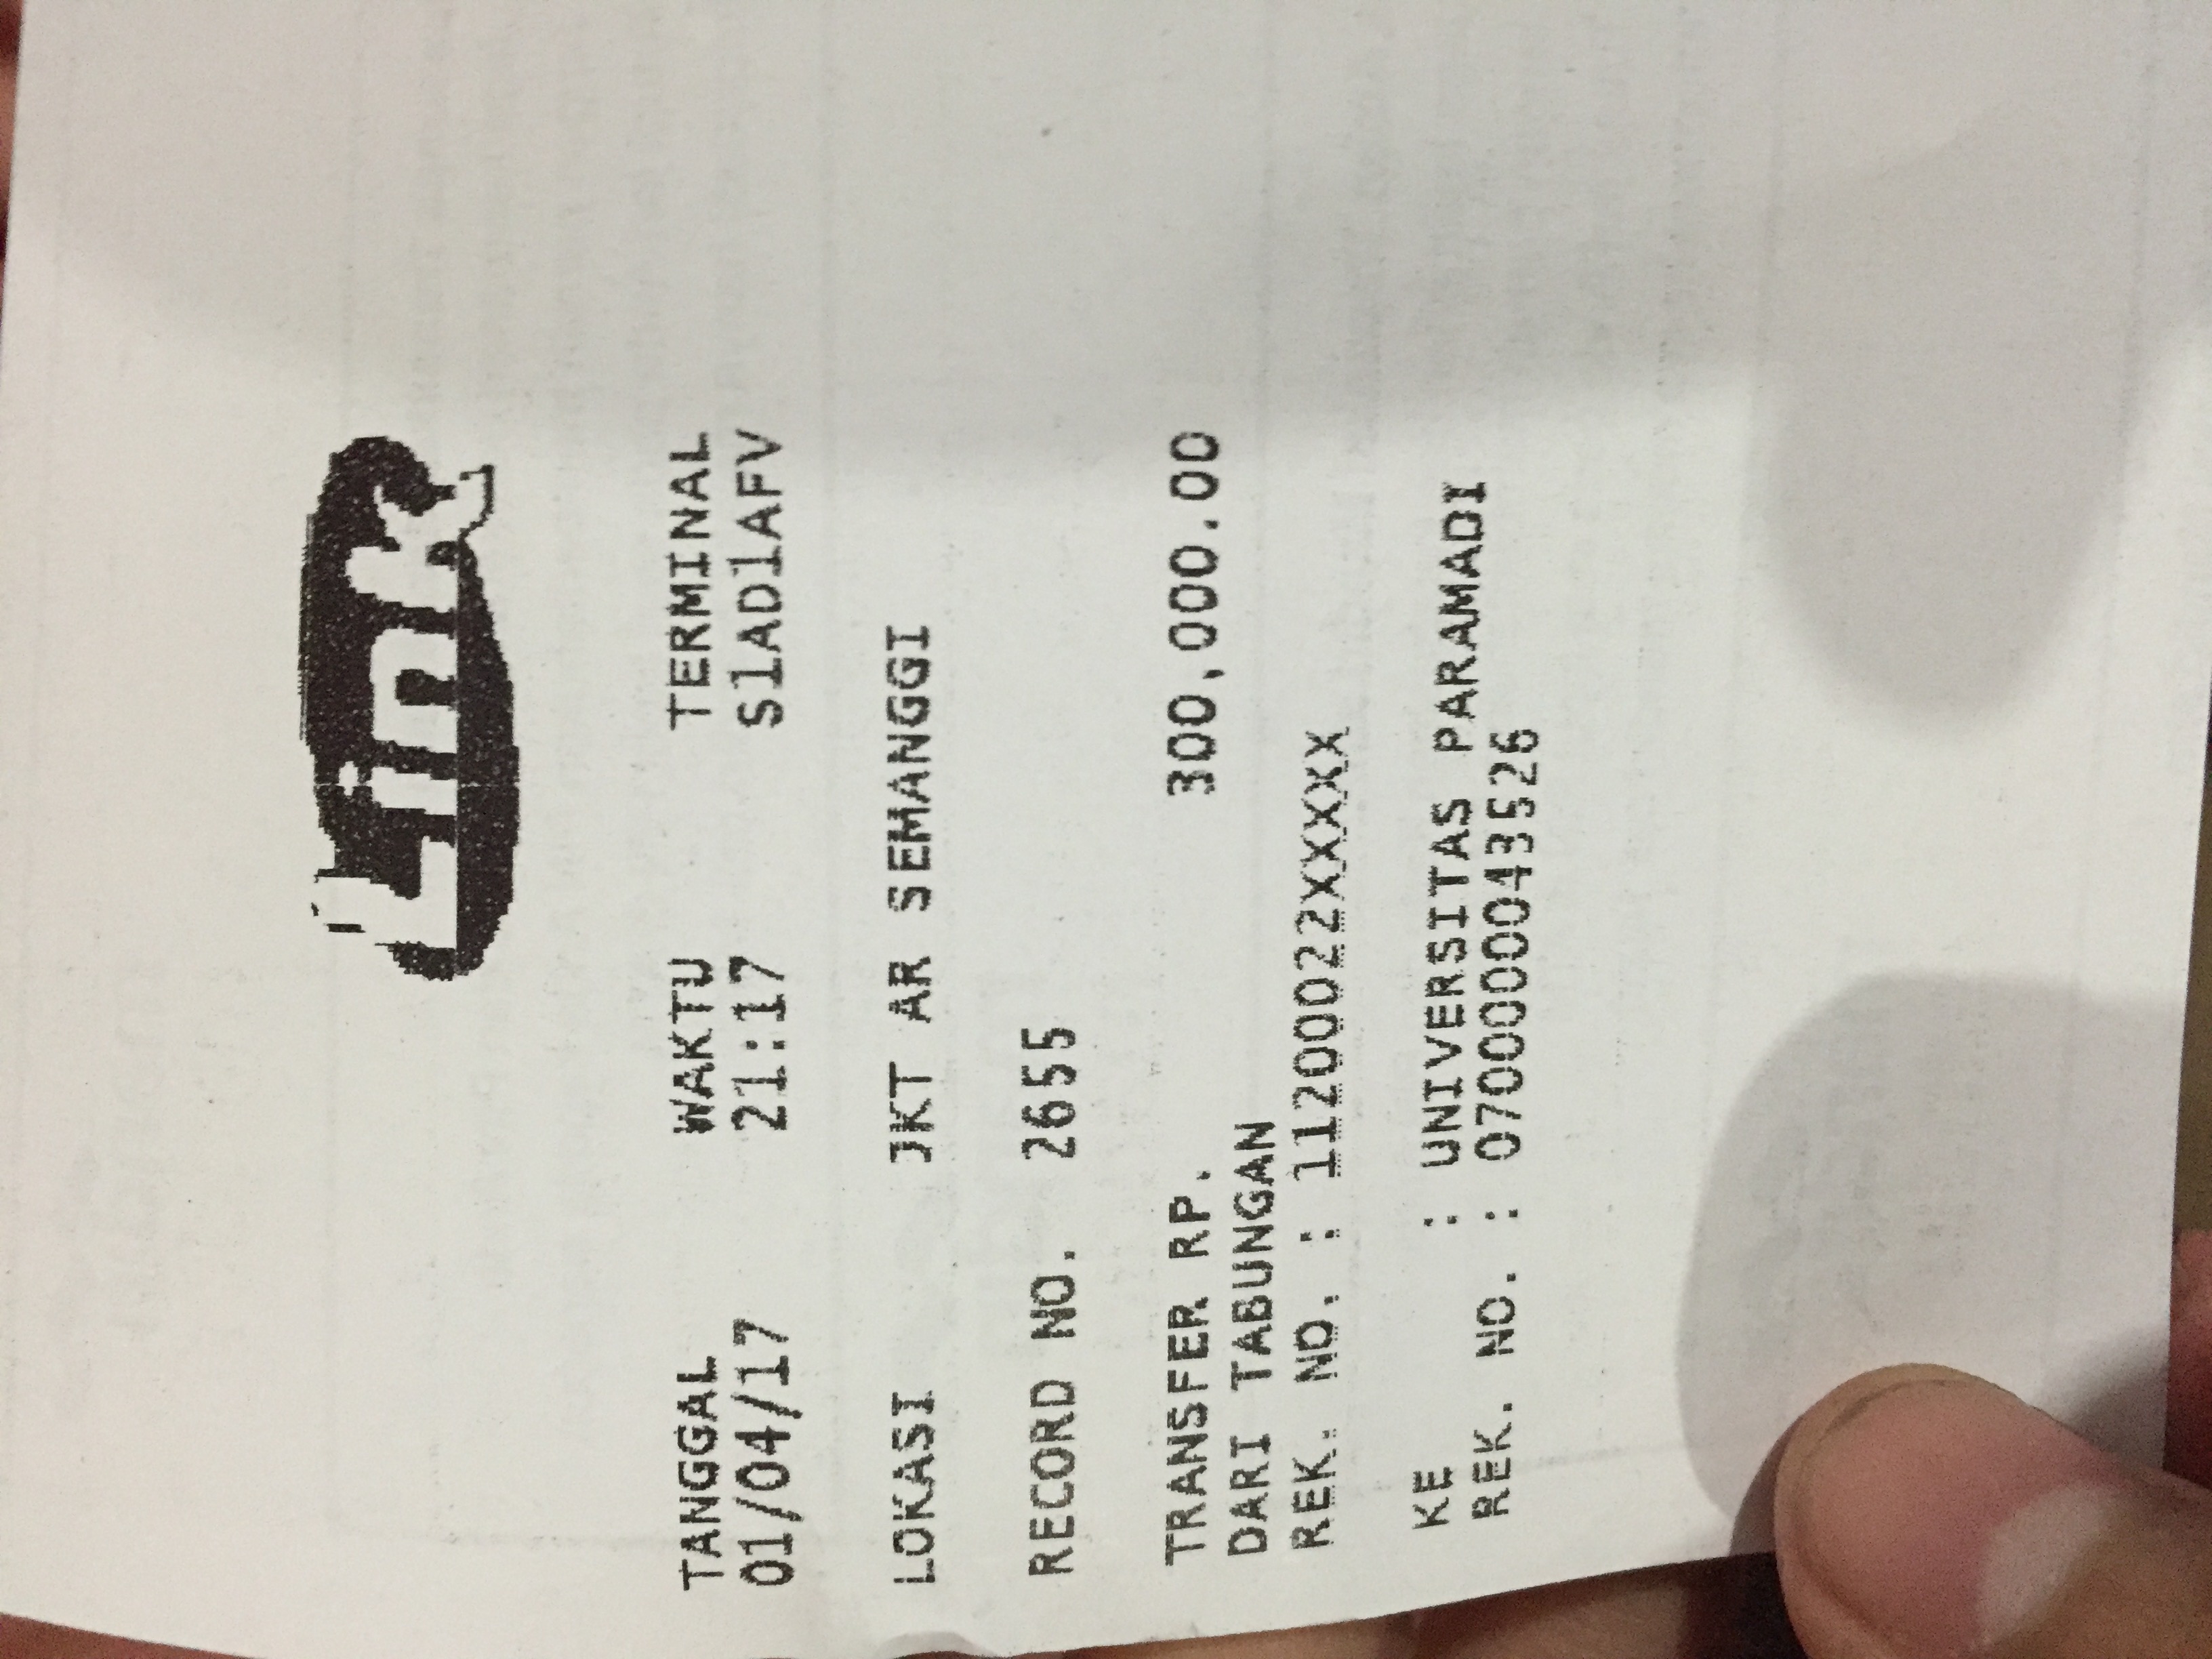 Link
TANGGAL WAKTU TERMINAL
01/04/17 21:17 S1AD1AFV
LOKASI JKT AR SEMANGGI
RECORD NO. 2655
TRANSFER RP. 300,000.00
DARI TABUNGAN
REK. NO. : 11200022XXXXX
KE : UNIVERSITAS PARAMADI
REK. NO. : 0700000043526